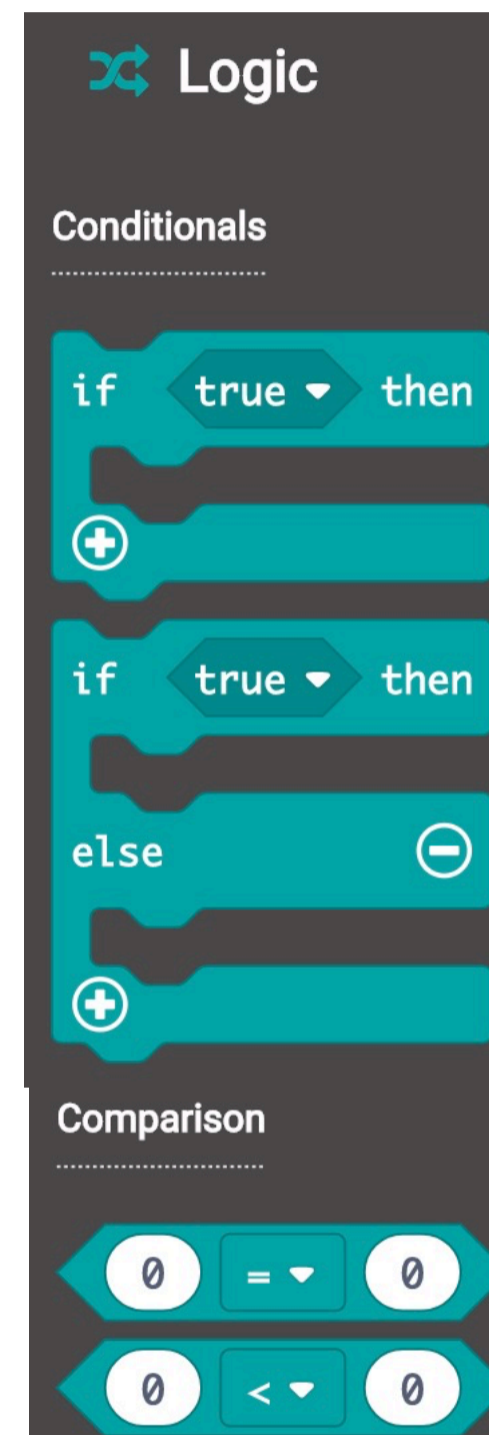 Logic
Conditionals
if true then
if true then
else
Comparison
0 = 0
0 < 0